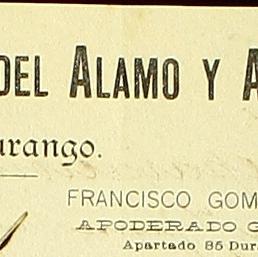 DEL ALAMO Y A
urango.
FRANCISCO GOM
APODERADO G
Apartado 85 Dur